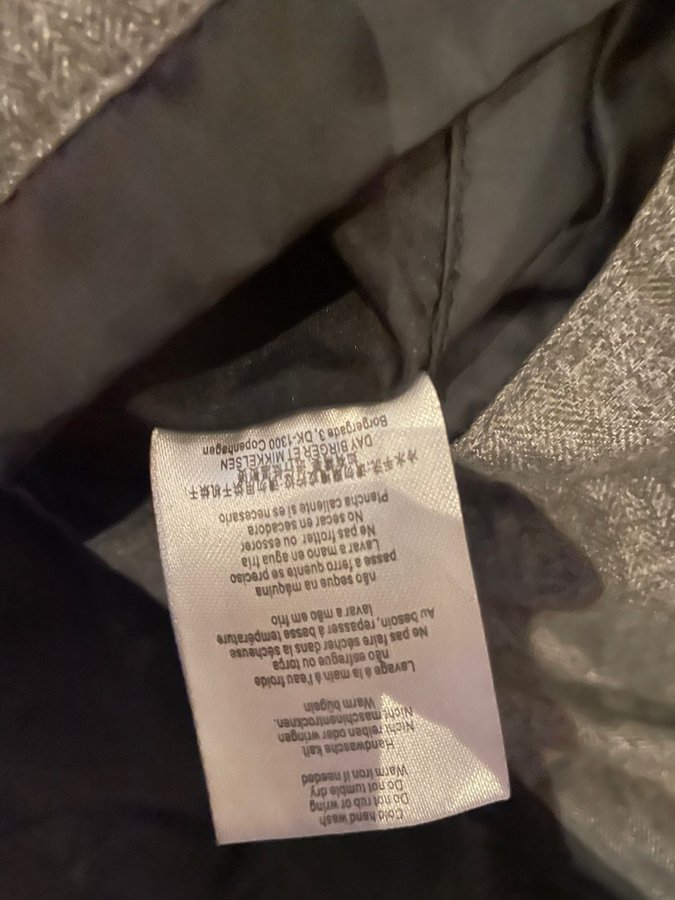 Cold hand wash
Do not rub or wring
Do not tumble dry
Warm iron if needed
Handwasche kalt
Nicht reiben oder wringen
Nicht maschinentrocknen.
Warm bügeln
Lavage á la main á l'eau froide
não esfregue ou torça
Ne pas faire sécher dans la sécheuse
Au besoin, repasser á basse température
lavar a mão em frio
não seque na máquina
passe a ferro quente se preciso
Lavar a mano en agua fria
Ne pas frotter ou essorer
No secar en secadora
Plancha caliente si es necesario
DAY BIRGER ET MIKKELSEN
Borgergade 3, DK-1300 Copenhagen